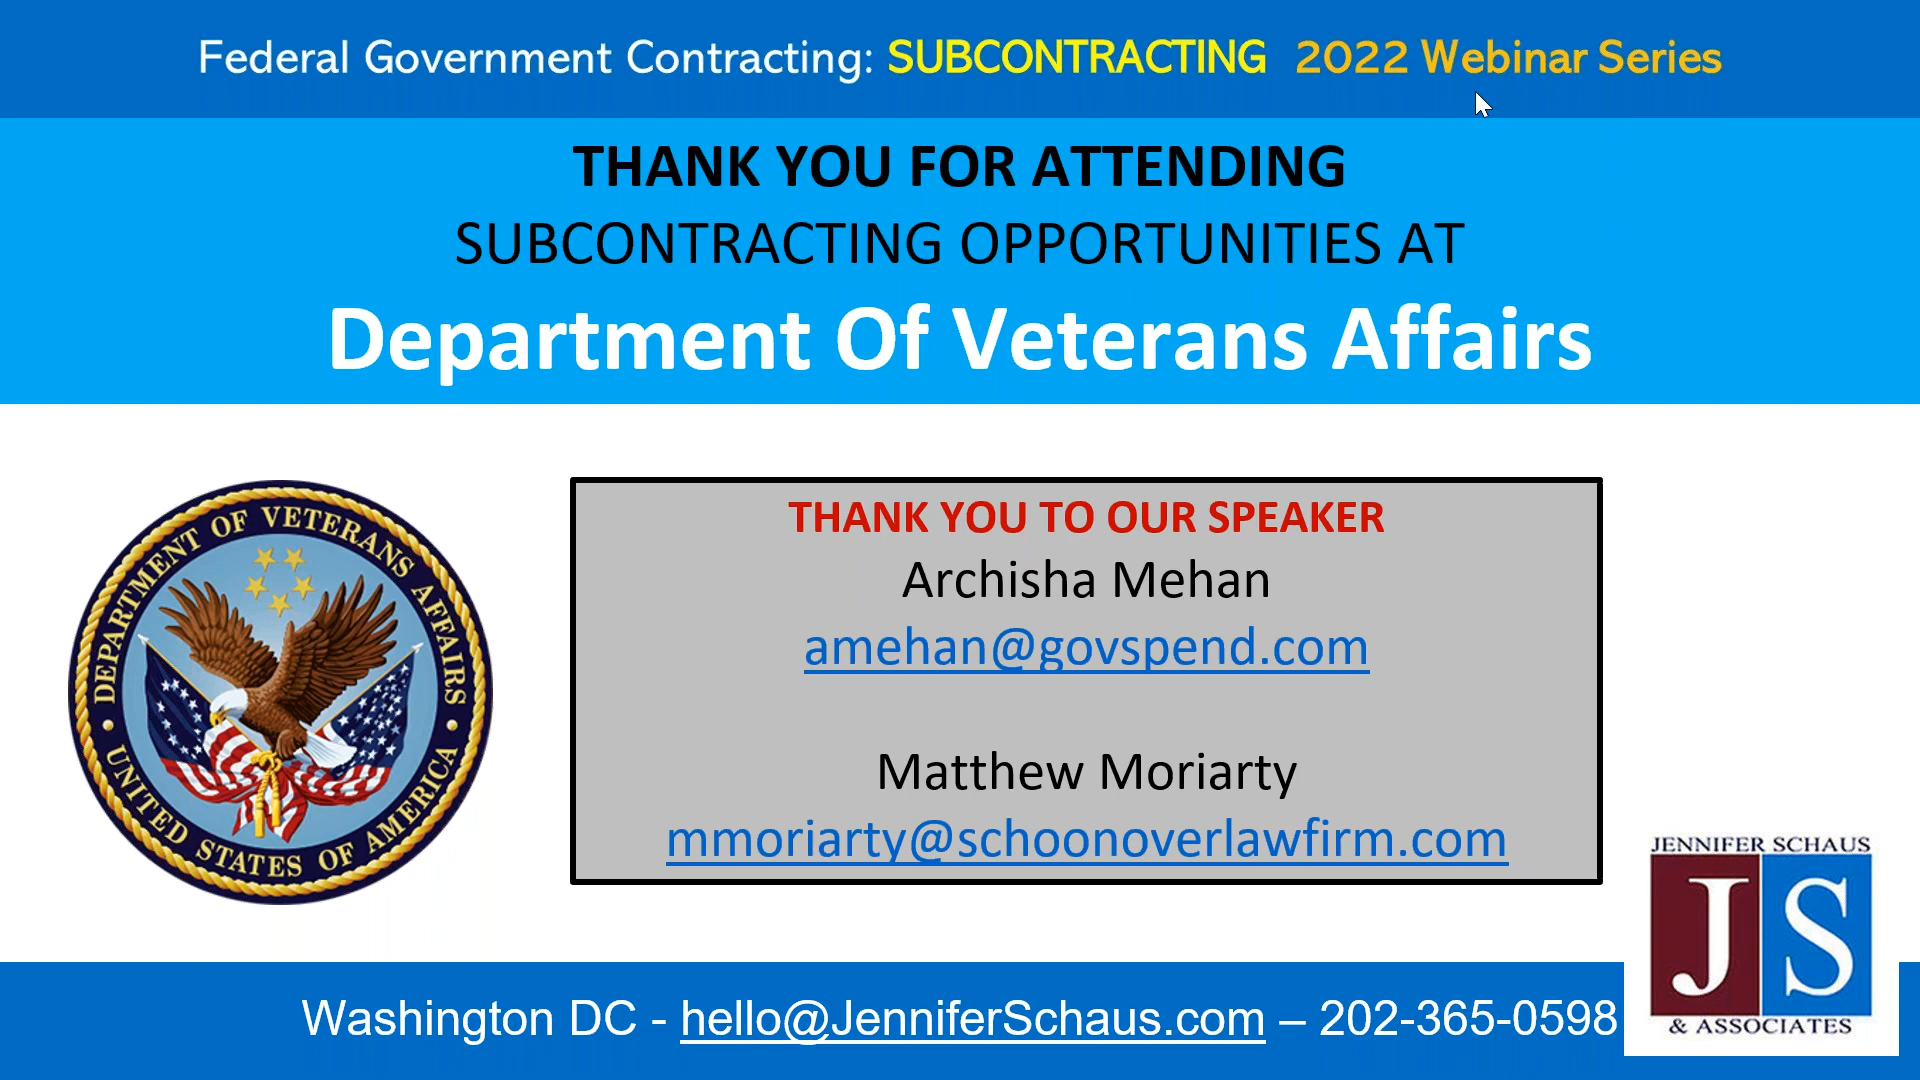 Federal Government Contracting: SUBCONTRACTING 2022 Webinar Series
THANK YOU FOR ATTENDING
SUBCONTRACTING OPPORTUNITIES AT
Department Of Veterans Affairs
DEPARTMENT OF VETERANS AFFAIRS
UNITED STATES OF AMERICA
THANK YOU TO OUR SPEAKER
Archisha Mehan
amehan@govspend.com
Matthew Moriarty
mmoriarty@schoonoverlawfirm.com
JENNIFER SCHAUS
JS
& ASSOCIATES
Washington DC - hello@JenniferSchaus.com – 202-365-0598